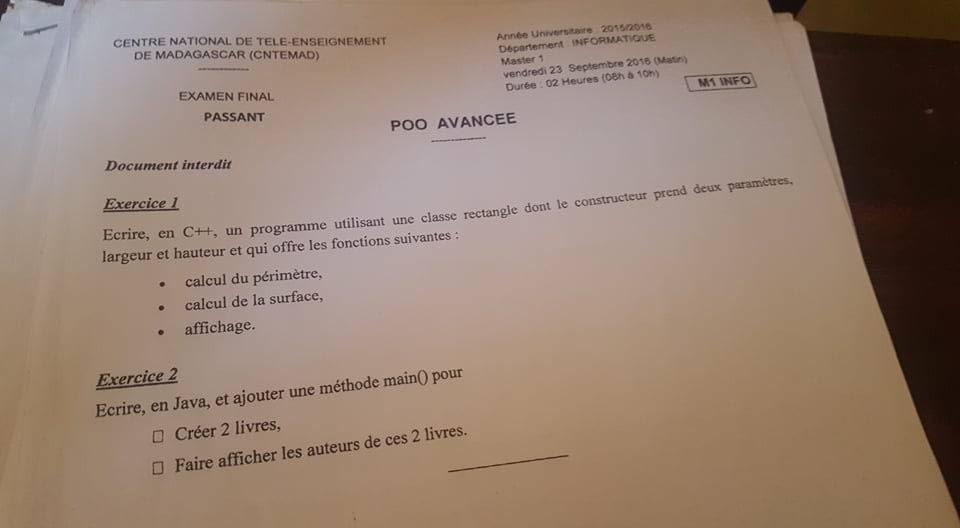 CENTRE NATIONAL DE TELE-ENSEIGNEMENT
DE MADAGASCAR (CNTEMAD)
Année Universitaire : 2015/2016
Département : INFORMATIQUE
Master 1
vendredi 23 Septembre 2016 (Matin)
Durée : 02 Heures (08h à 10h)
M1 INFO
EXAMEN FINAL
PASSANT
POO AVANCEE
Document interdit
Exercice 1
Ecrire, en C++, un programme utilisant une classe rectangle dont le constructeur prend deux paramètres,
largeur et hauteur et qui offre les fonctions suivantes :
• calcul du périmètre,
• calcul de la surface,
• affichage.
Exercice 2
Ecrire, en Java, et ajouter une méthode main() pour
□ Créer 2 livres,
□ Faire afficher les auteurs de ces 2 livres.